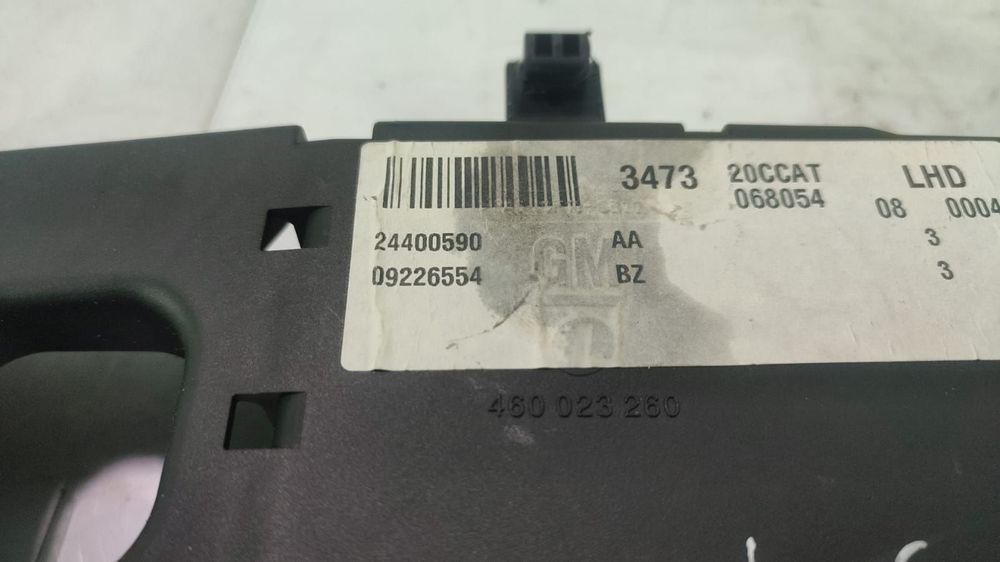 3473 20CCAT LHD
068054 08 0004
24400590 AA 3
09226554 BZ 3
GM
460 023 260